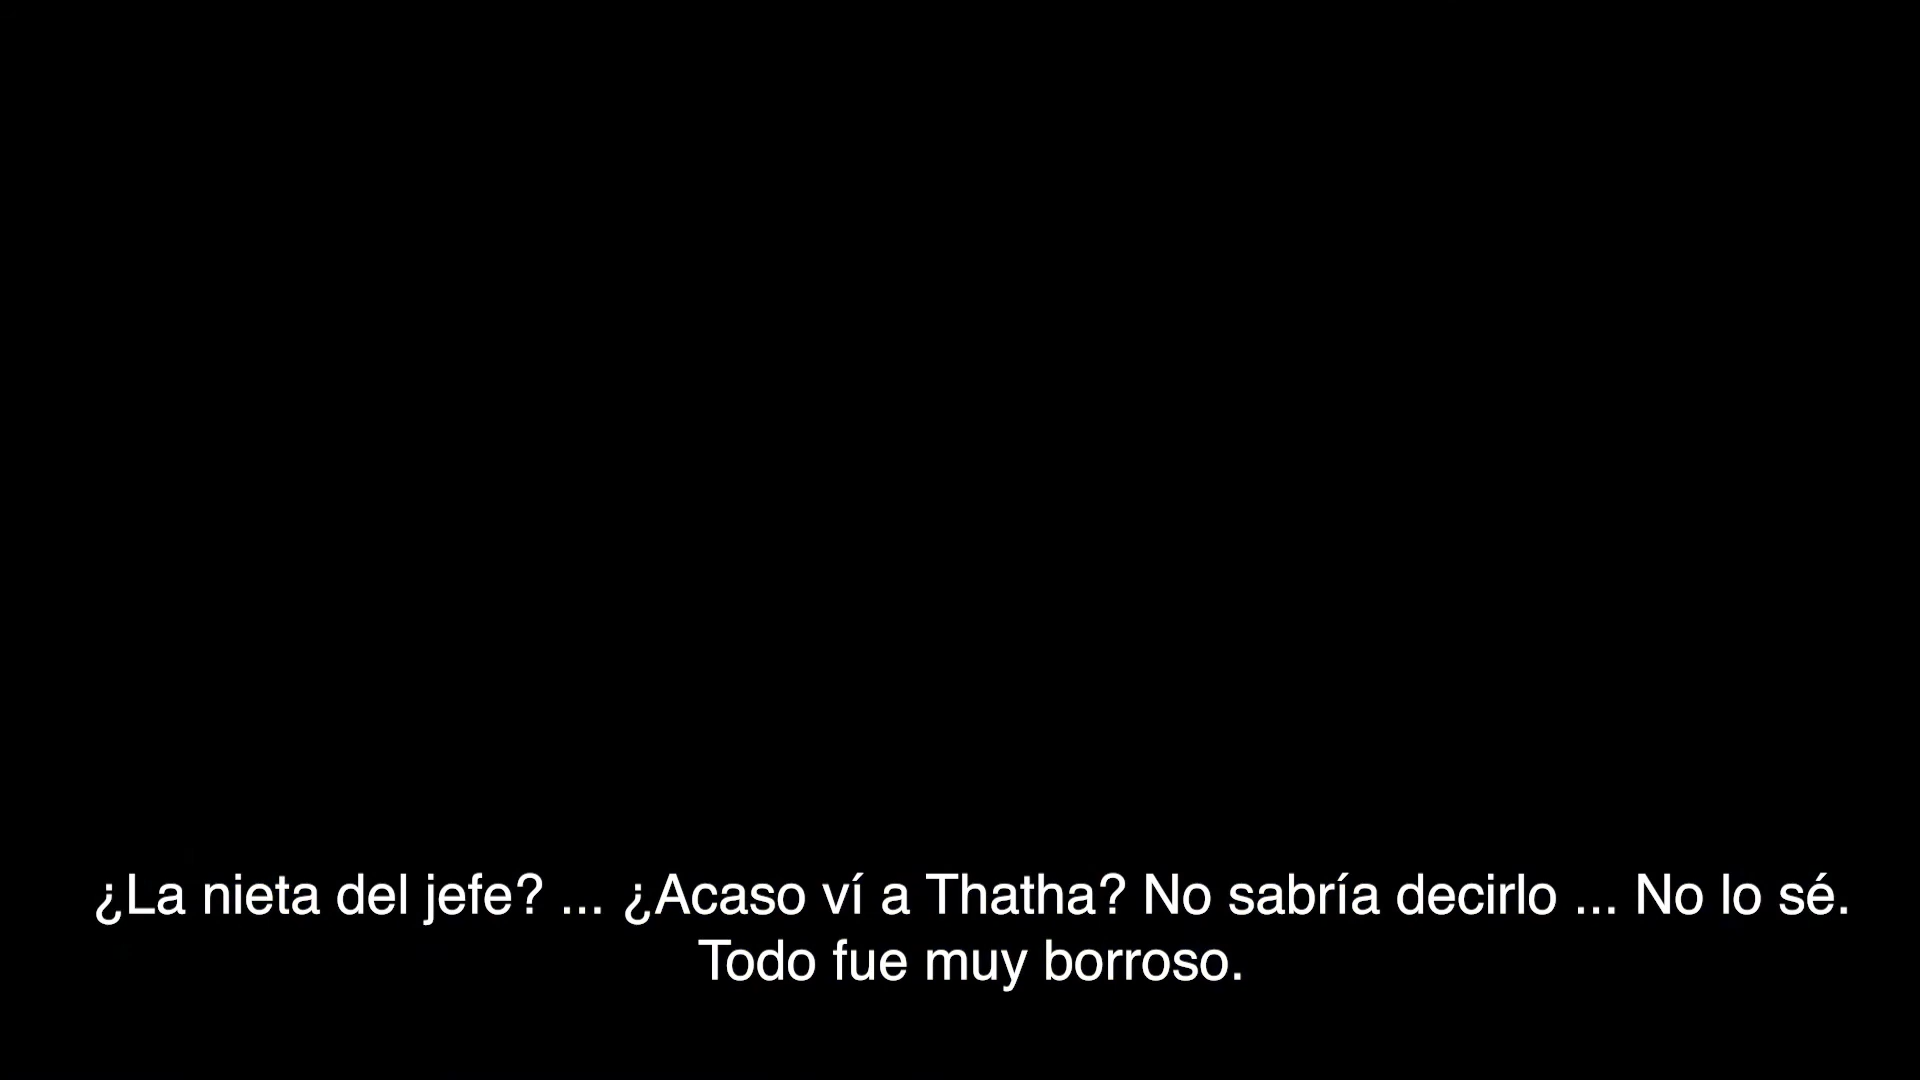 ¿La nieta del jefe? ... ¿Acaso ví a Thatha? No sabría decirlo ... No lo sé.
Todo fue muy borroso.